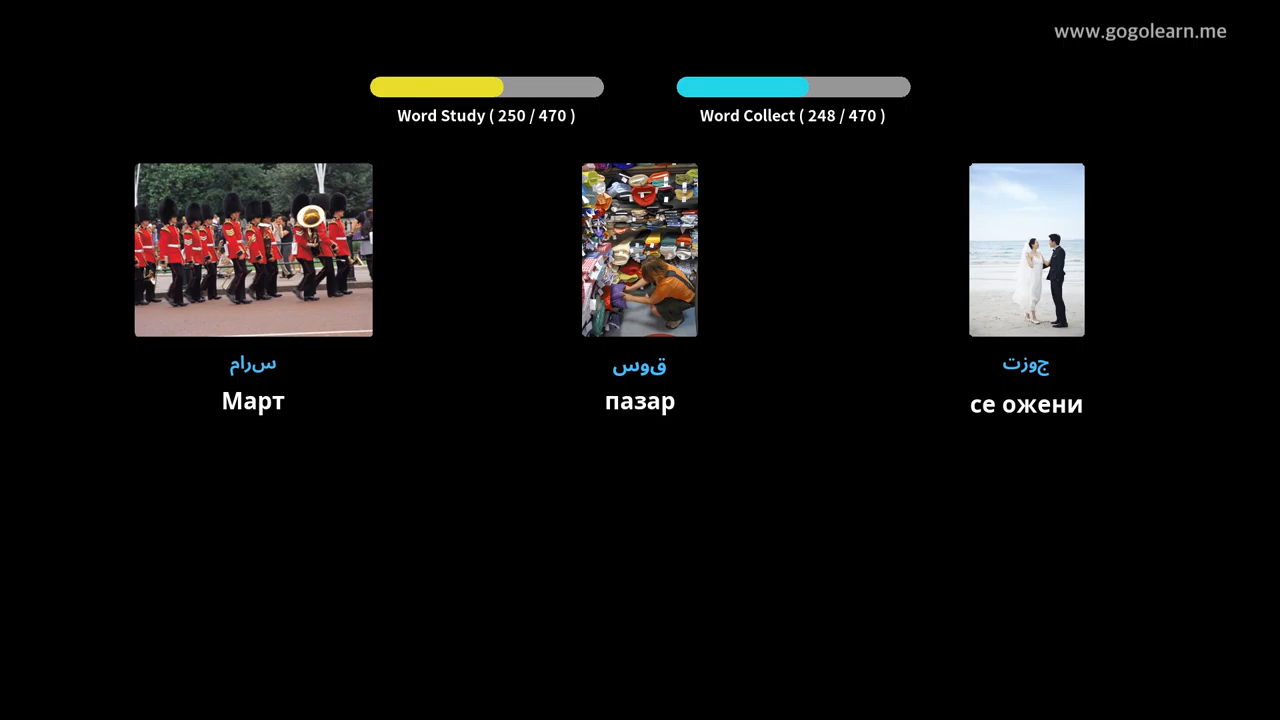 www.gogolearn.me
Word Study ( 250 / 470 )
Word Collect ( 248 / 470 )
سرام
Март
قوس
пазар
جوزت
се ожени